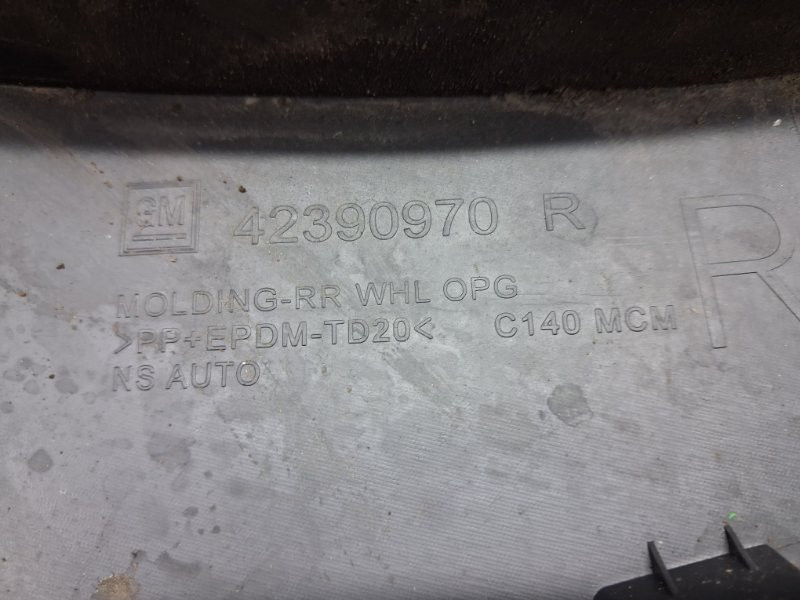 GM 42390970 R R
MOLDING-RR WHL OPG
>PP+EPDM-TD20< C140 MCM
NS AUTO